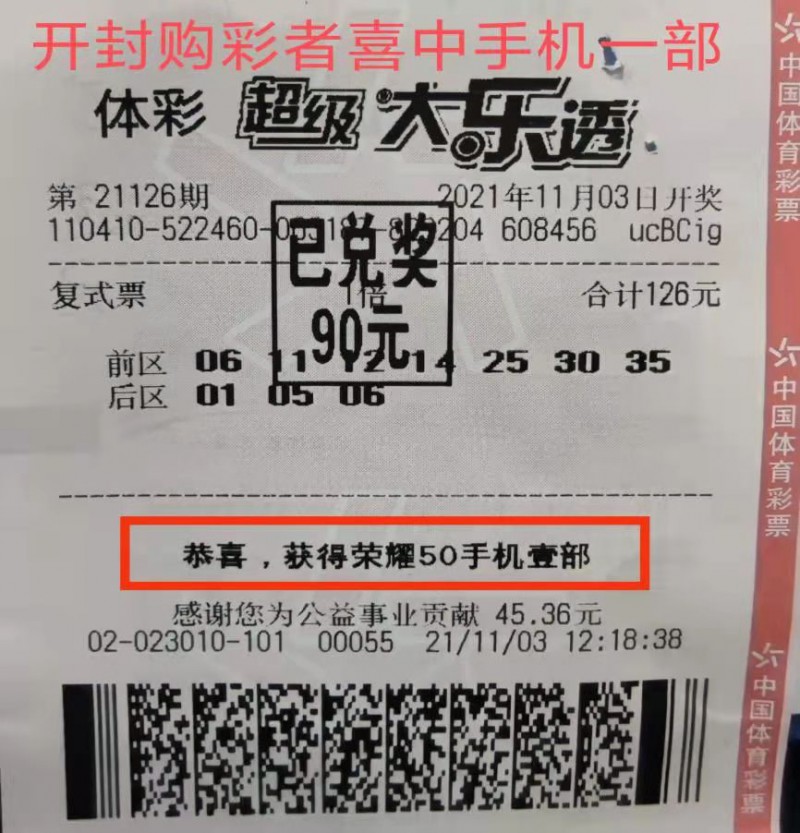 开封购彩者喜中手机一部
体彩 超级大乐透
第 21126期 2021年11月03日开奖
110410-522460- 204 608456 ucBCig
已兑奖
90元
复式票 1倍 合计126元
前区 06 11 12 14 25 30 35
后区 01 05 06
恭喜，获得荣耀50手机壹部
感谢您为公益事业贡献 45.36元
02-023010-101 00055 21/11/03 12:18:38
中国体育彩票
中国体育彩票
中国体育彩票